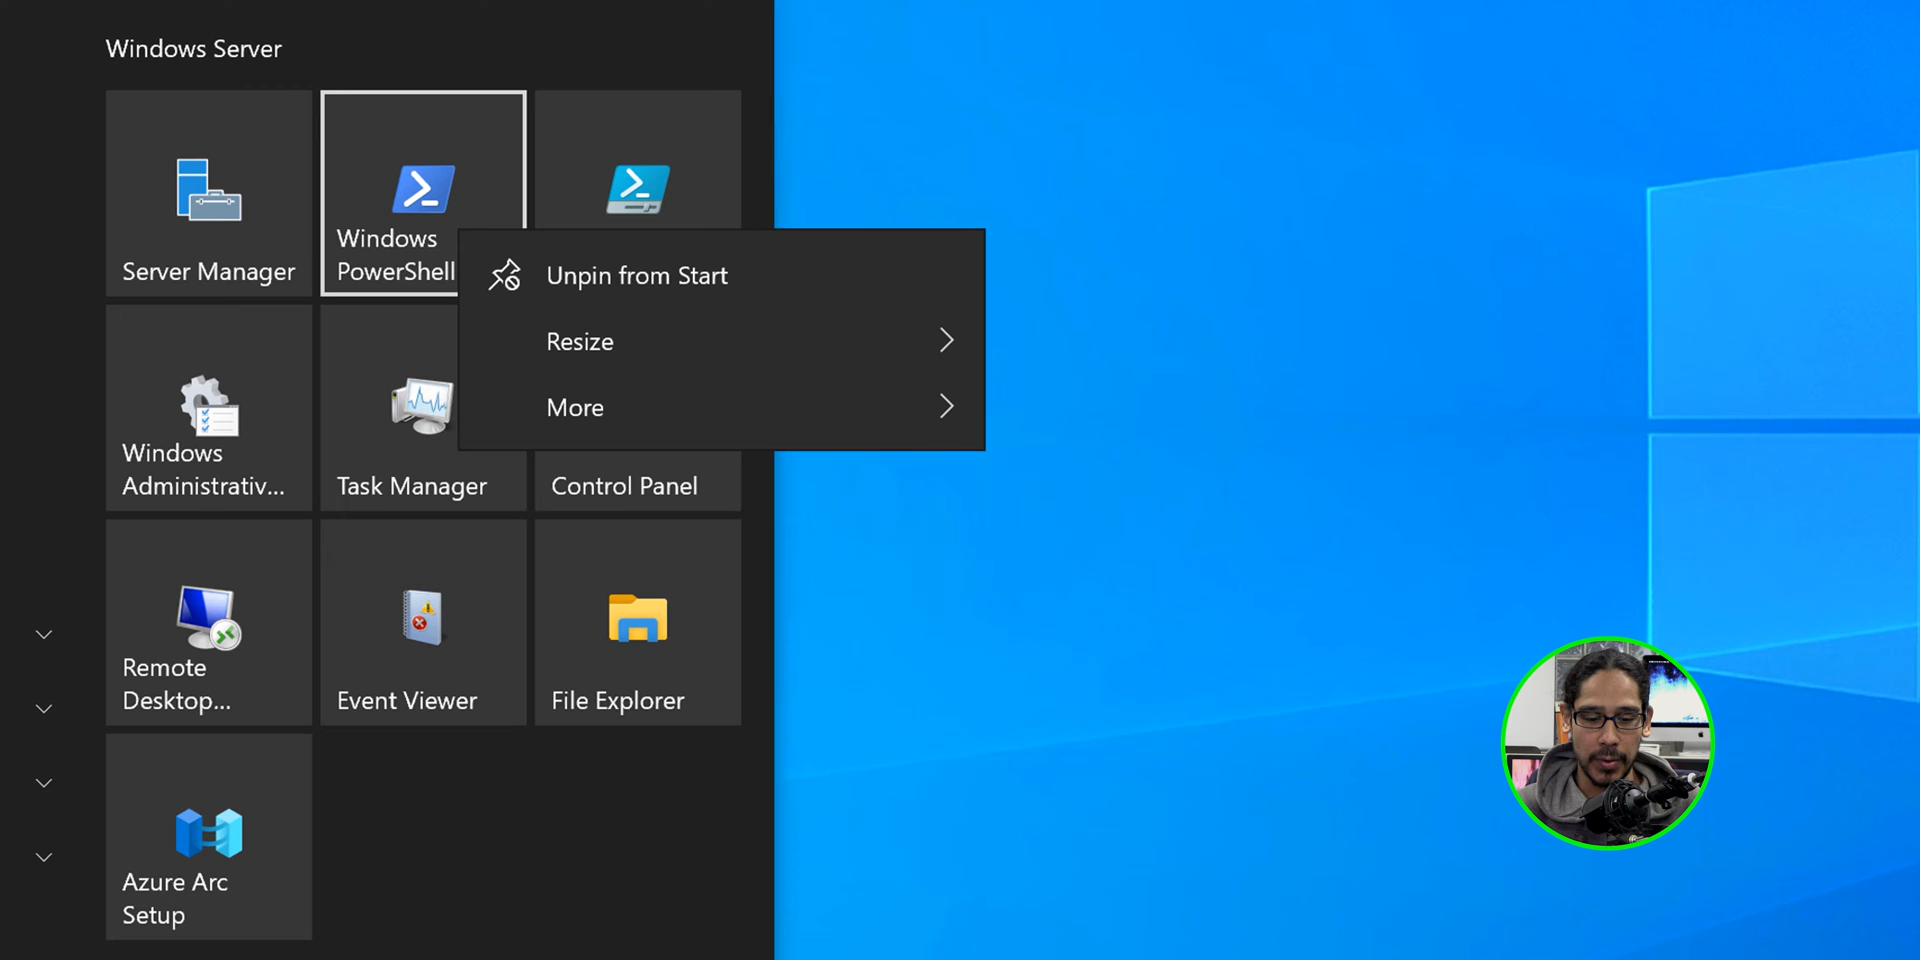 Windows Server
Server Manager
Windows
PowerShell
Unpin from Start
Resize
More
Windows
Administrativ...
Task Manager
Control Panel
Remote
Desktop...
Event Viewer
File Explorer
Azure Arc
Setup